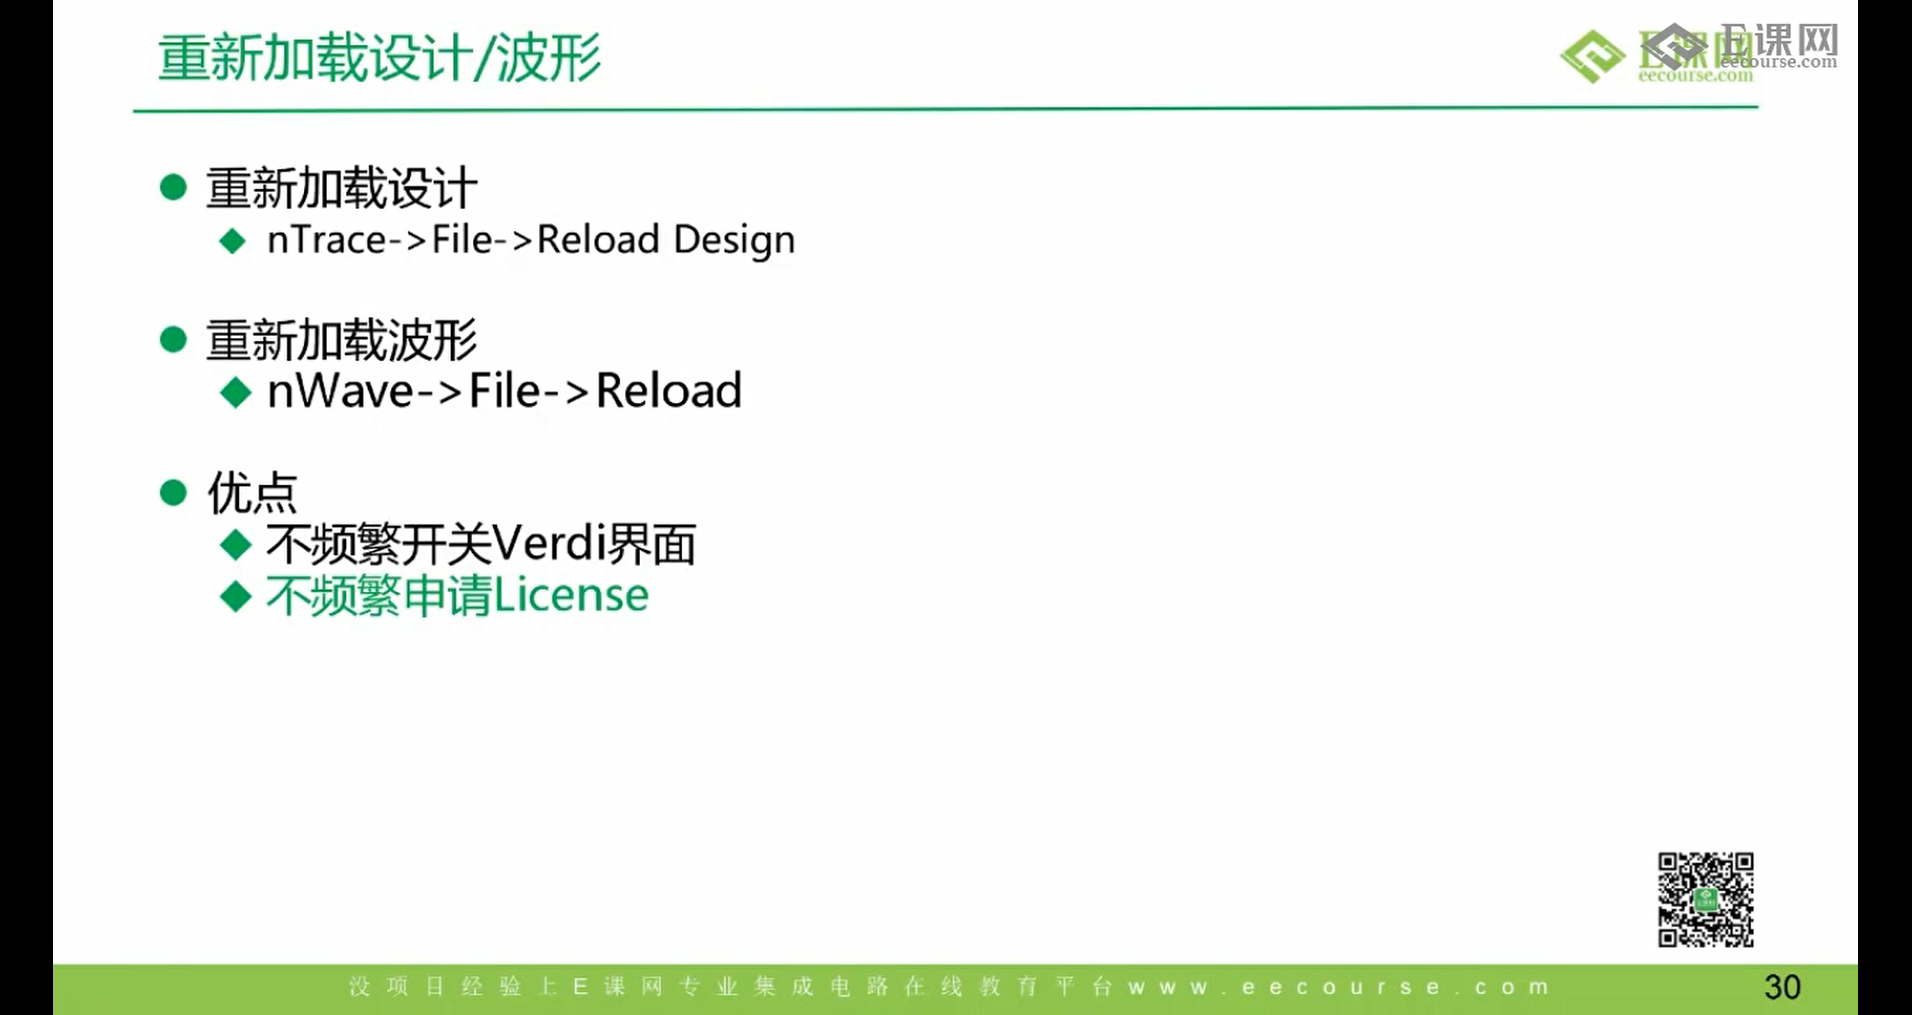 重新加载设计/波形
E课网
eecourse.com
E课网
eecourse.com
重新加载设计
nTrace->File->Reload Design
重新加载波形
nWave->File->Reload
优点
不频繁开关Verdi界面
不频繁申请License
没项目经验上E课网专业集成电路在线教育平台www.eecourse.com
30